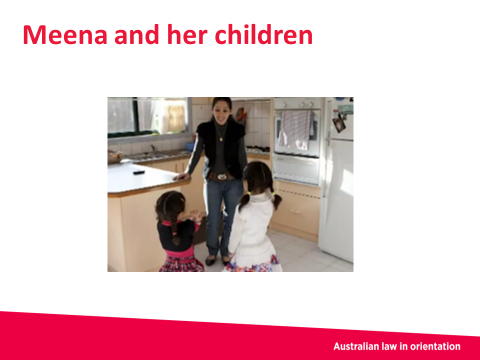 Meena and her children
Australian law in orientation